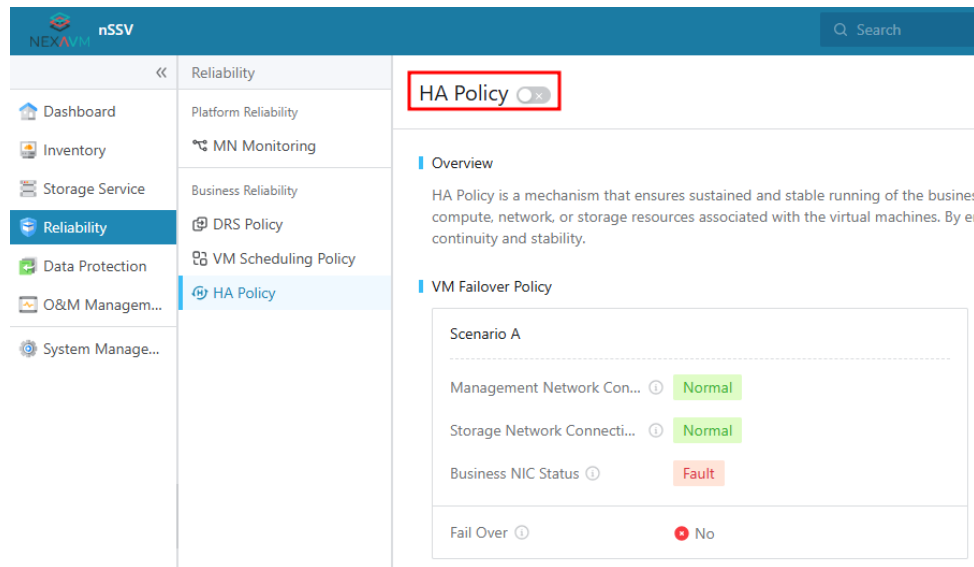 NEXAVM
nSSV
Search
Dashboard
Inventory
Storage Service
Reliability
Data Protection
O&M Managem...
System Manage...
Reliability
Platform Reliability
MN Monitoring
Business Reliability
DRS Policy
VM Scheduling Policy
HA Policy
HA Policy
Overview
HA Policy is a mechanism that ensures sustained and stable running of the busines
compute, network, or storage resources associated with the virtual machines. By e
continuity and stability.
VM Failover Policy
Scenario A
Management Network Con... Normal
Storage Network Connecti... Normal
Business NIC Status Fault
Fail Over No